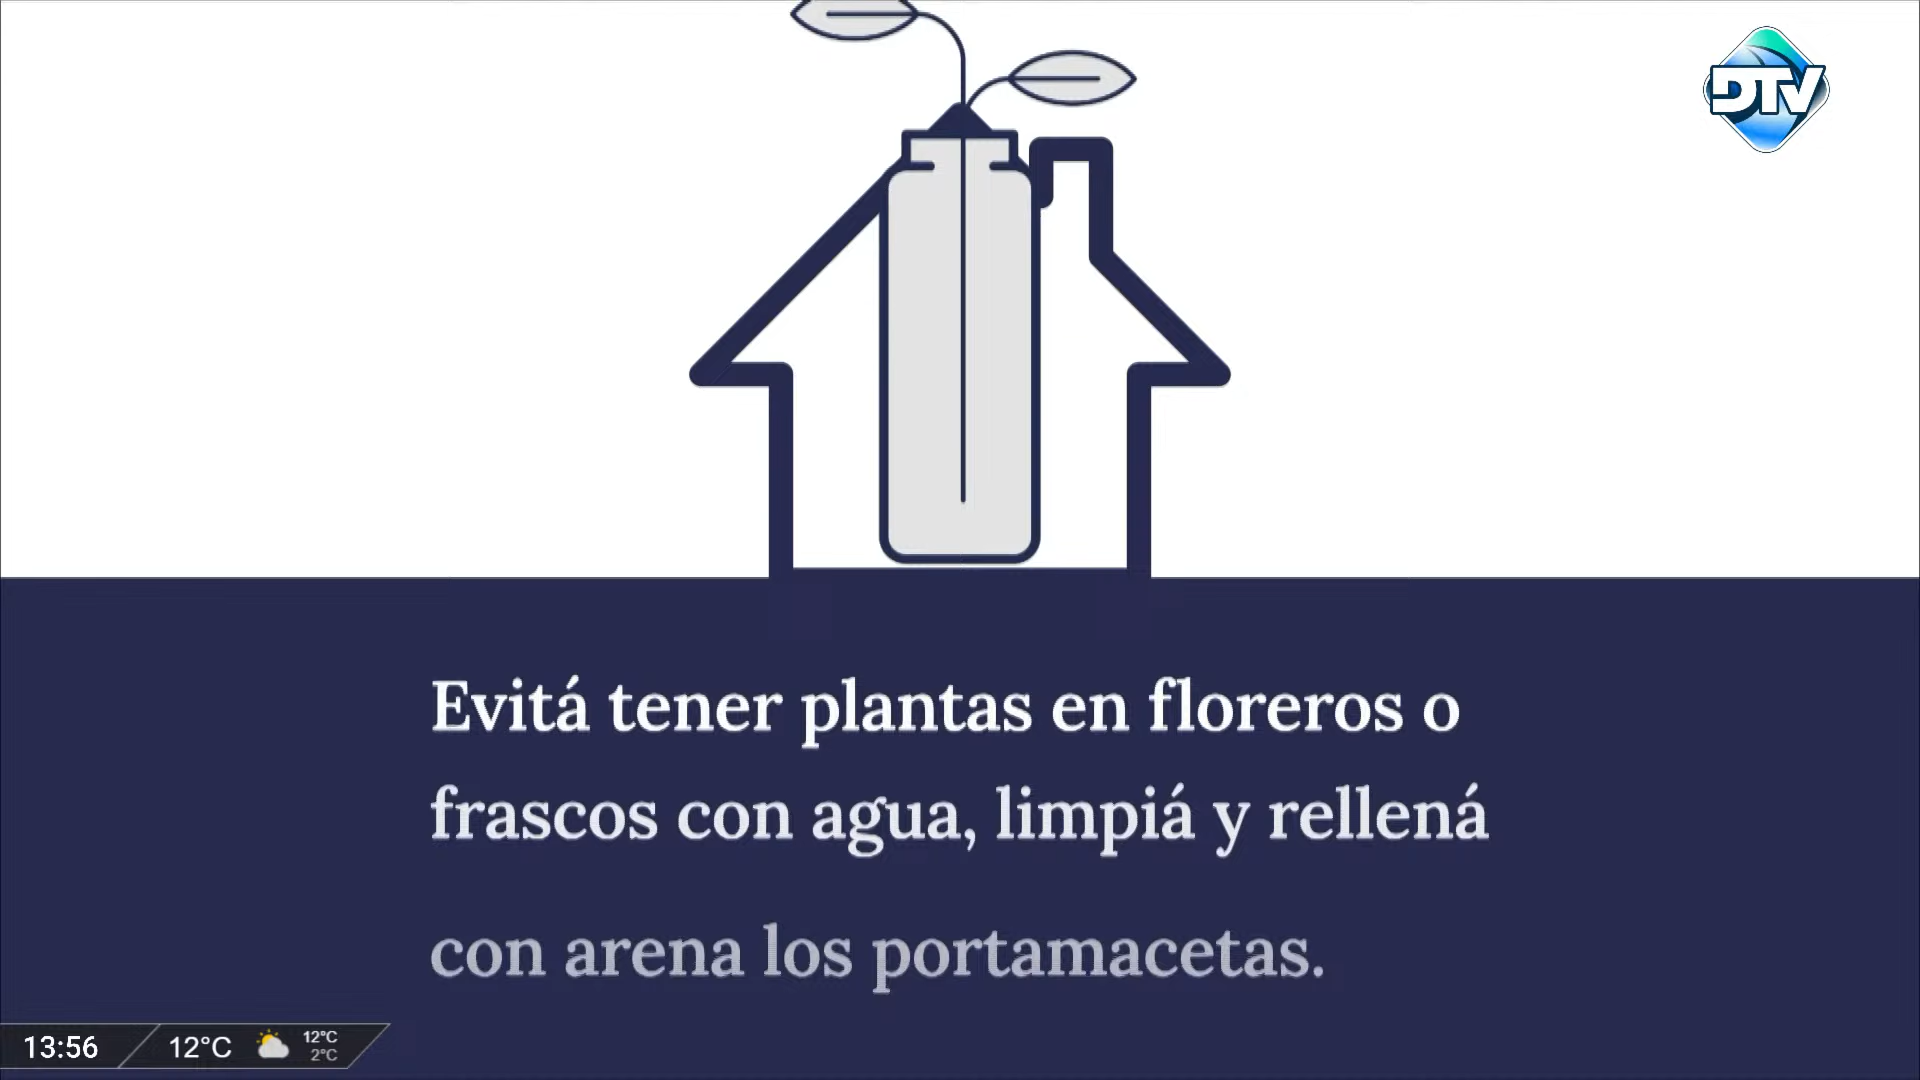 DTV
Evitá tener plantas en floreros o
frascos con agua, limpiá y rellená
con arena los portamacetas.
13:56 12°C 12°C
2°C